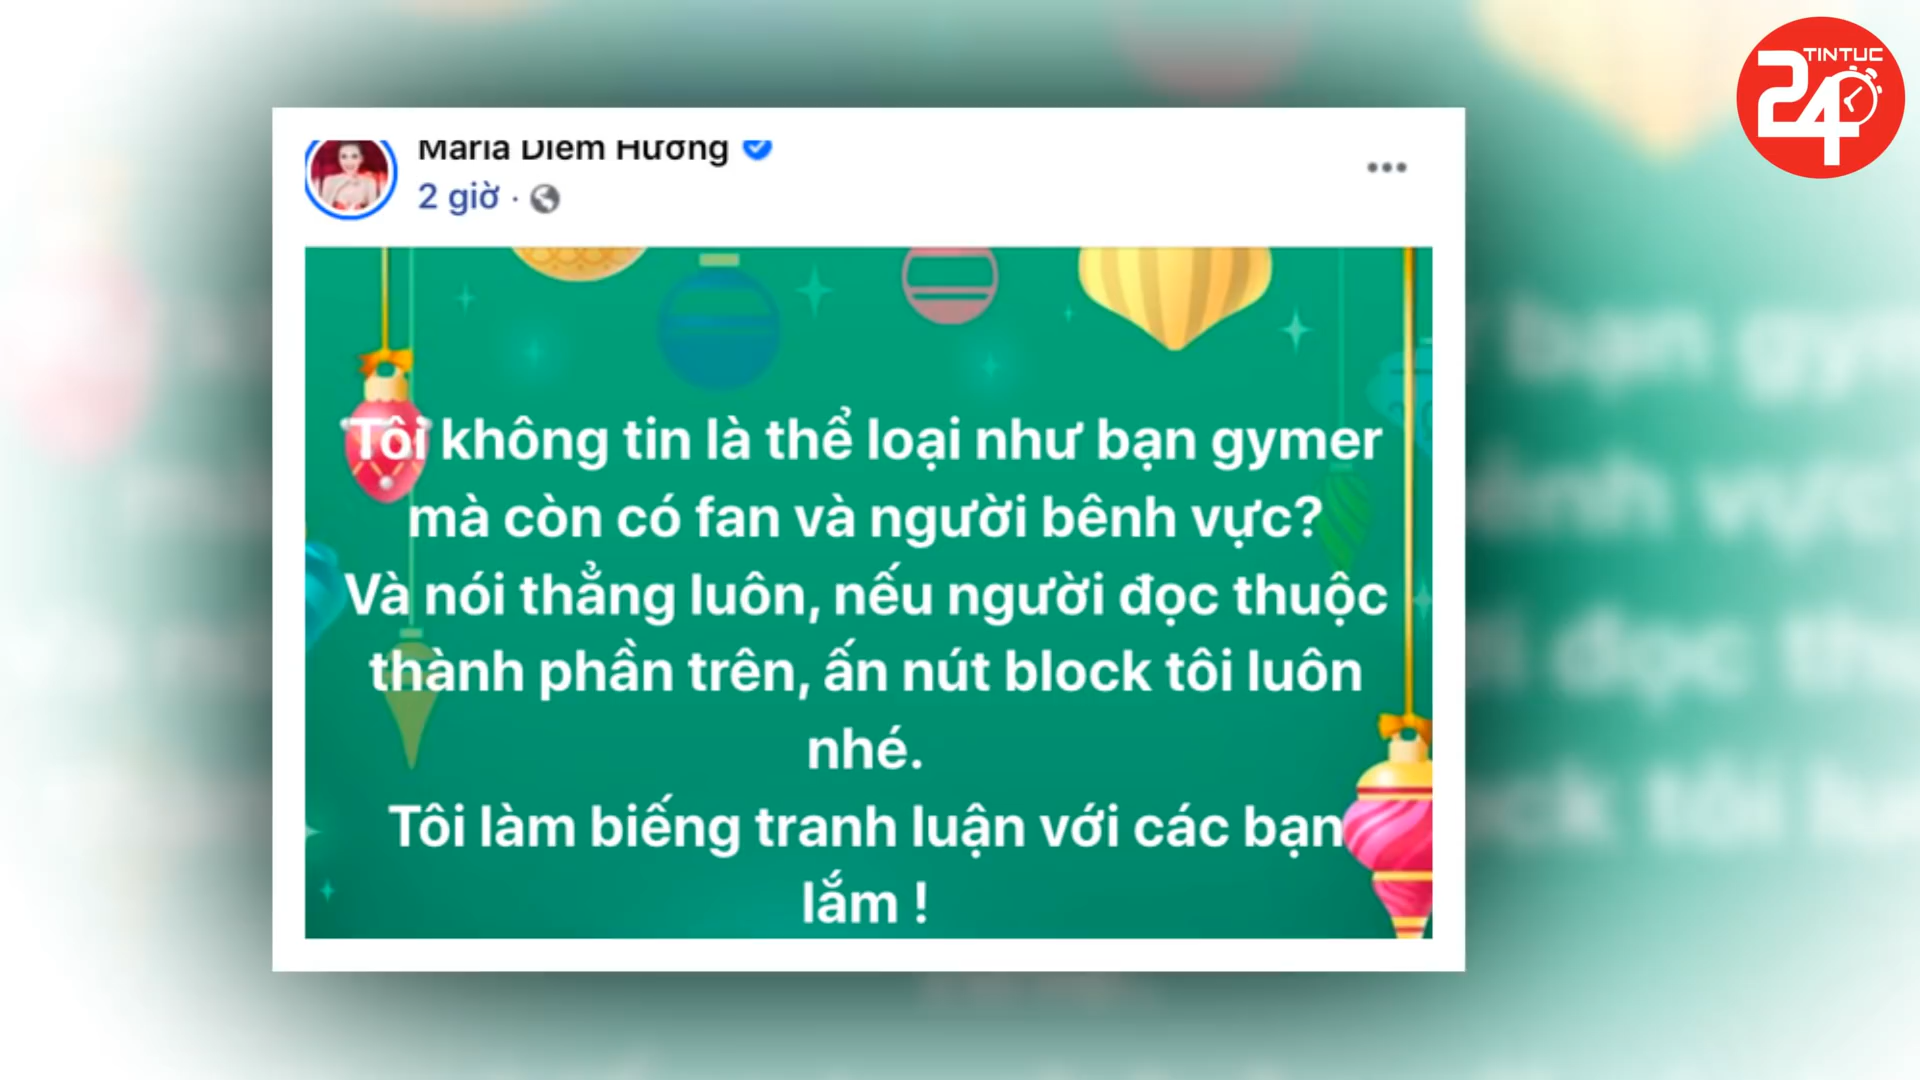 Maria Diễm Hương
2 giờ ·
TINTUC
24
Tôi không tin là thể loại như bạn gymer
mà còn có fan và người bênh vực?
Và nói thẳng luôn, nếu người đọc thuộc
thành phần trên, ấn nút block tôi luôn
nhé.
Tôi làm biếng tranh luận với các bạn
lắm !